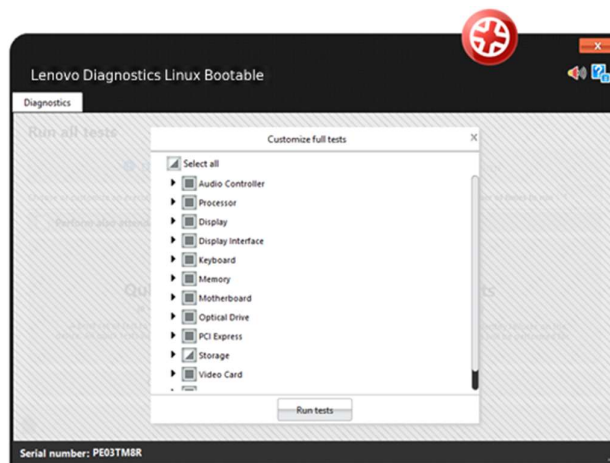 Lenovo Diagnostics Linux Bootable
X
Diagnostics
Run all tests
Customize full tests
X
Select all
Audio Controller
Processor
Display
Display Interface
Keyboard
Memory
Motherboard
Optical Drive
PCI Express
Storage
Video Card
Run tests
Serial number: PE03TM8R